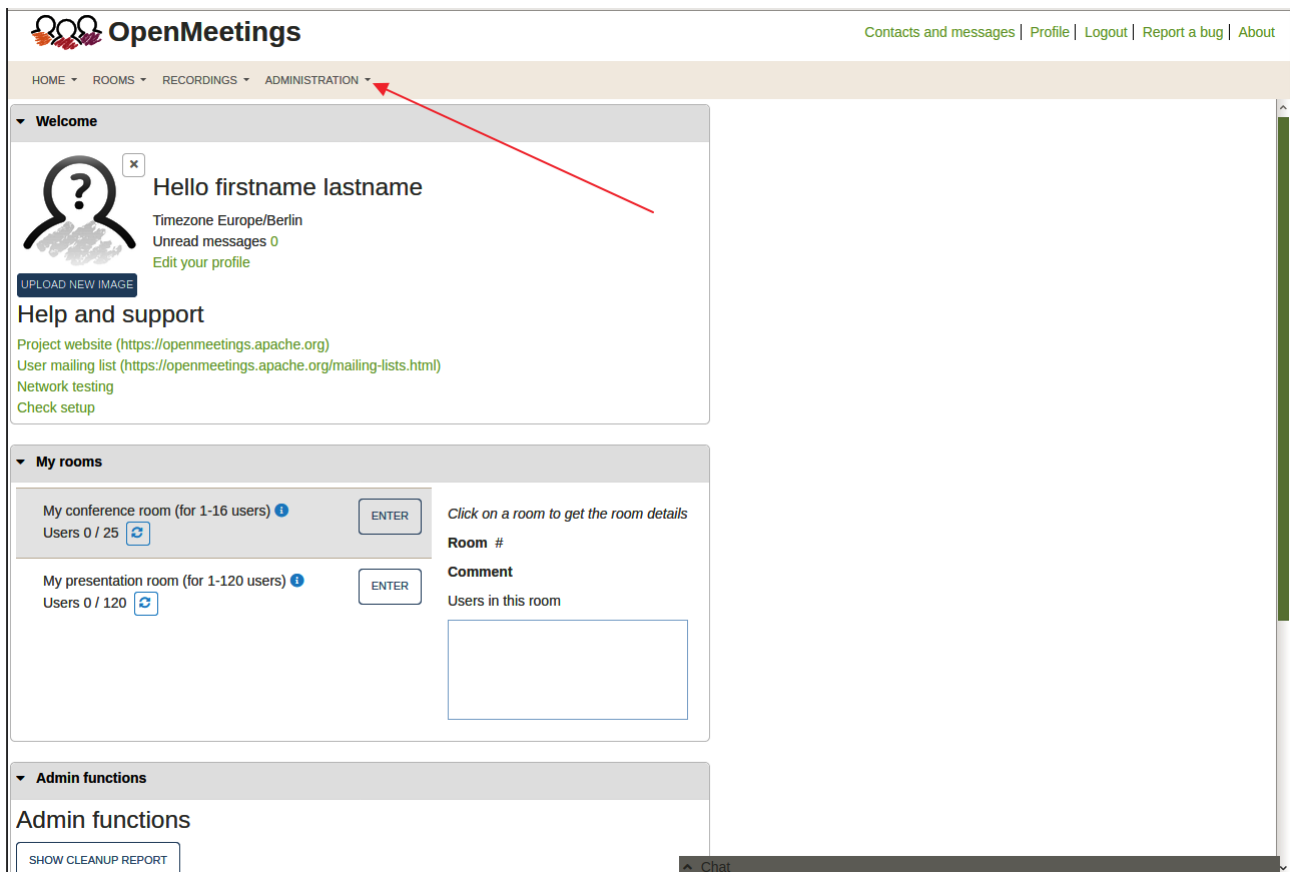 OpenMeetings
Contacts and messages | Profile | Logout | Report a bug | About
HOME ROOMS RECORDINGS ADMINISTRATION
Welcome
?
×
Hello firstname lastname
Timezone Europe/Berlin
Unread messages 0
Edit your profile
UPLOAD NEW IMAGE
Help and support
Project website (https://openmeetings.apache.org)
User mailing list (https://openmeetings.apache.org/mailing-lists.html)
Network testing
Check setup
My rooms
My conference room (for 1-16 users)
Users 0 / 25
ENTER
My presentation room (for 1-120 users)
Users 0 / 120
ENTER
Click on a room to get the room details
Room #
Comment
Users in this room
Admin functions
Admin functions
SHOW CLEANUP REPORT
Chat